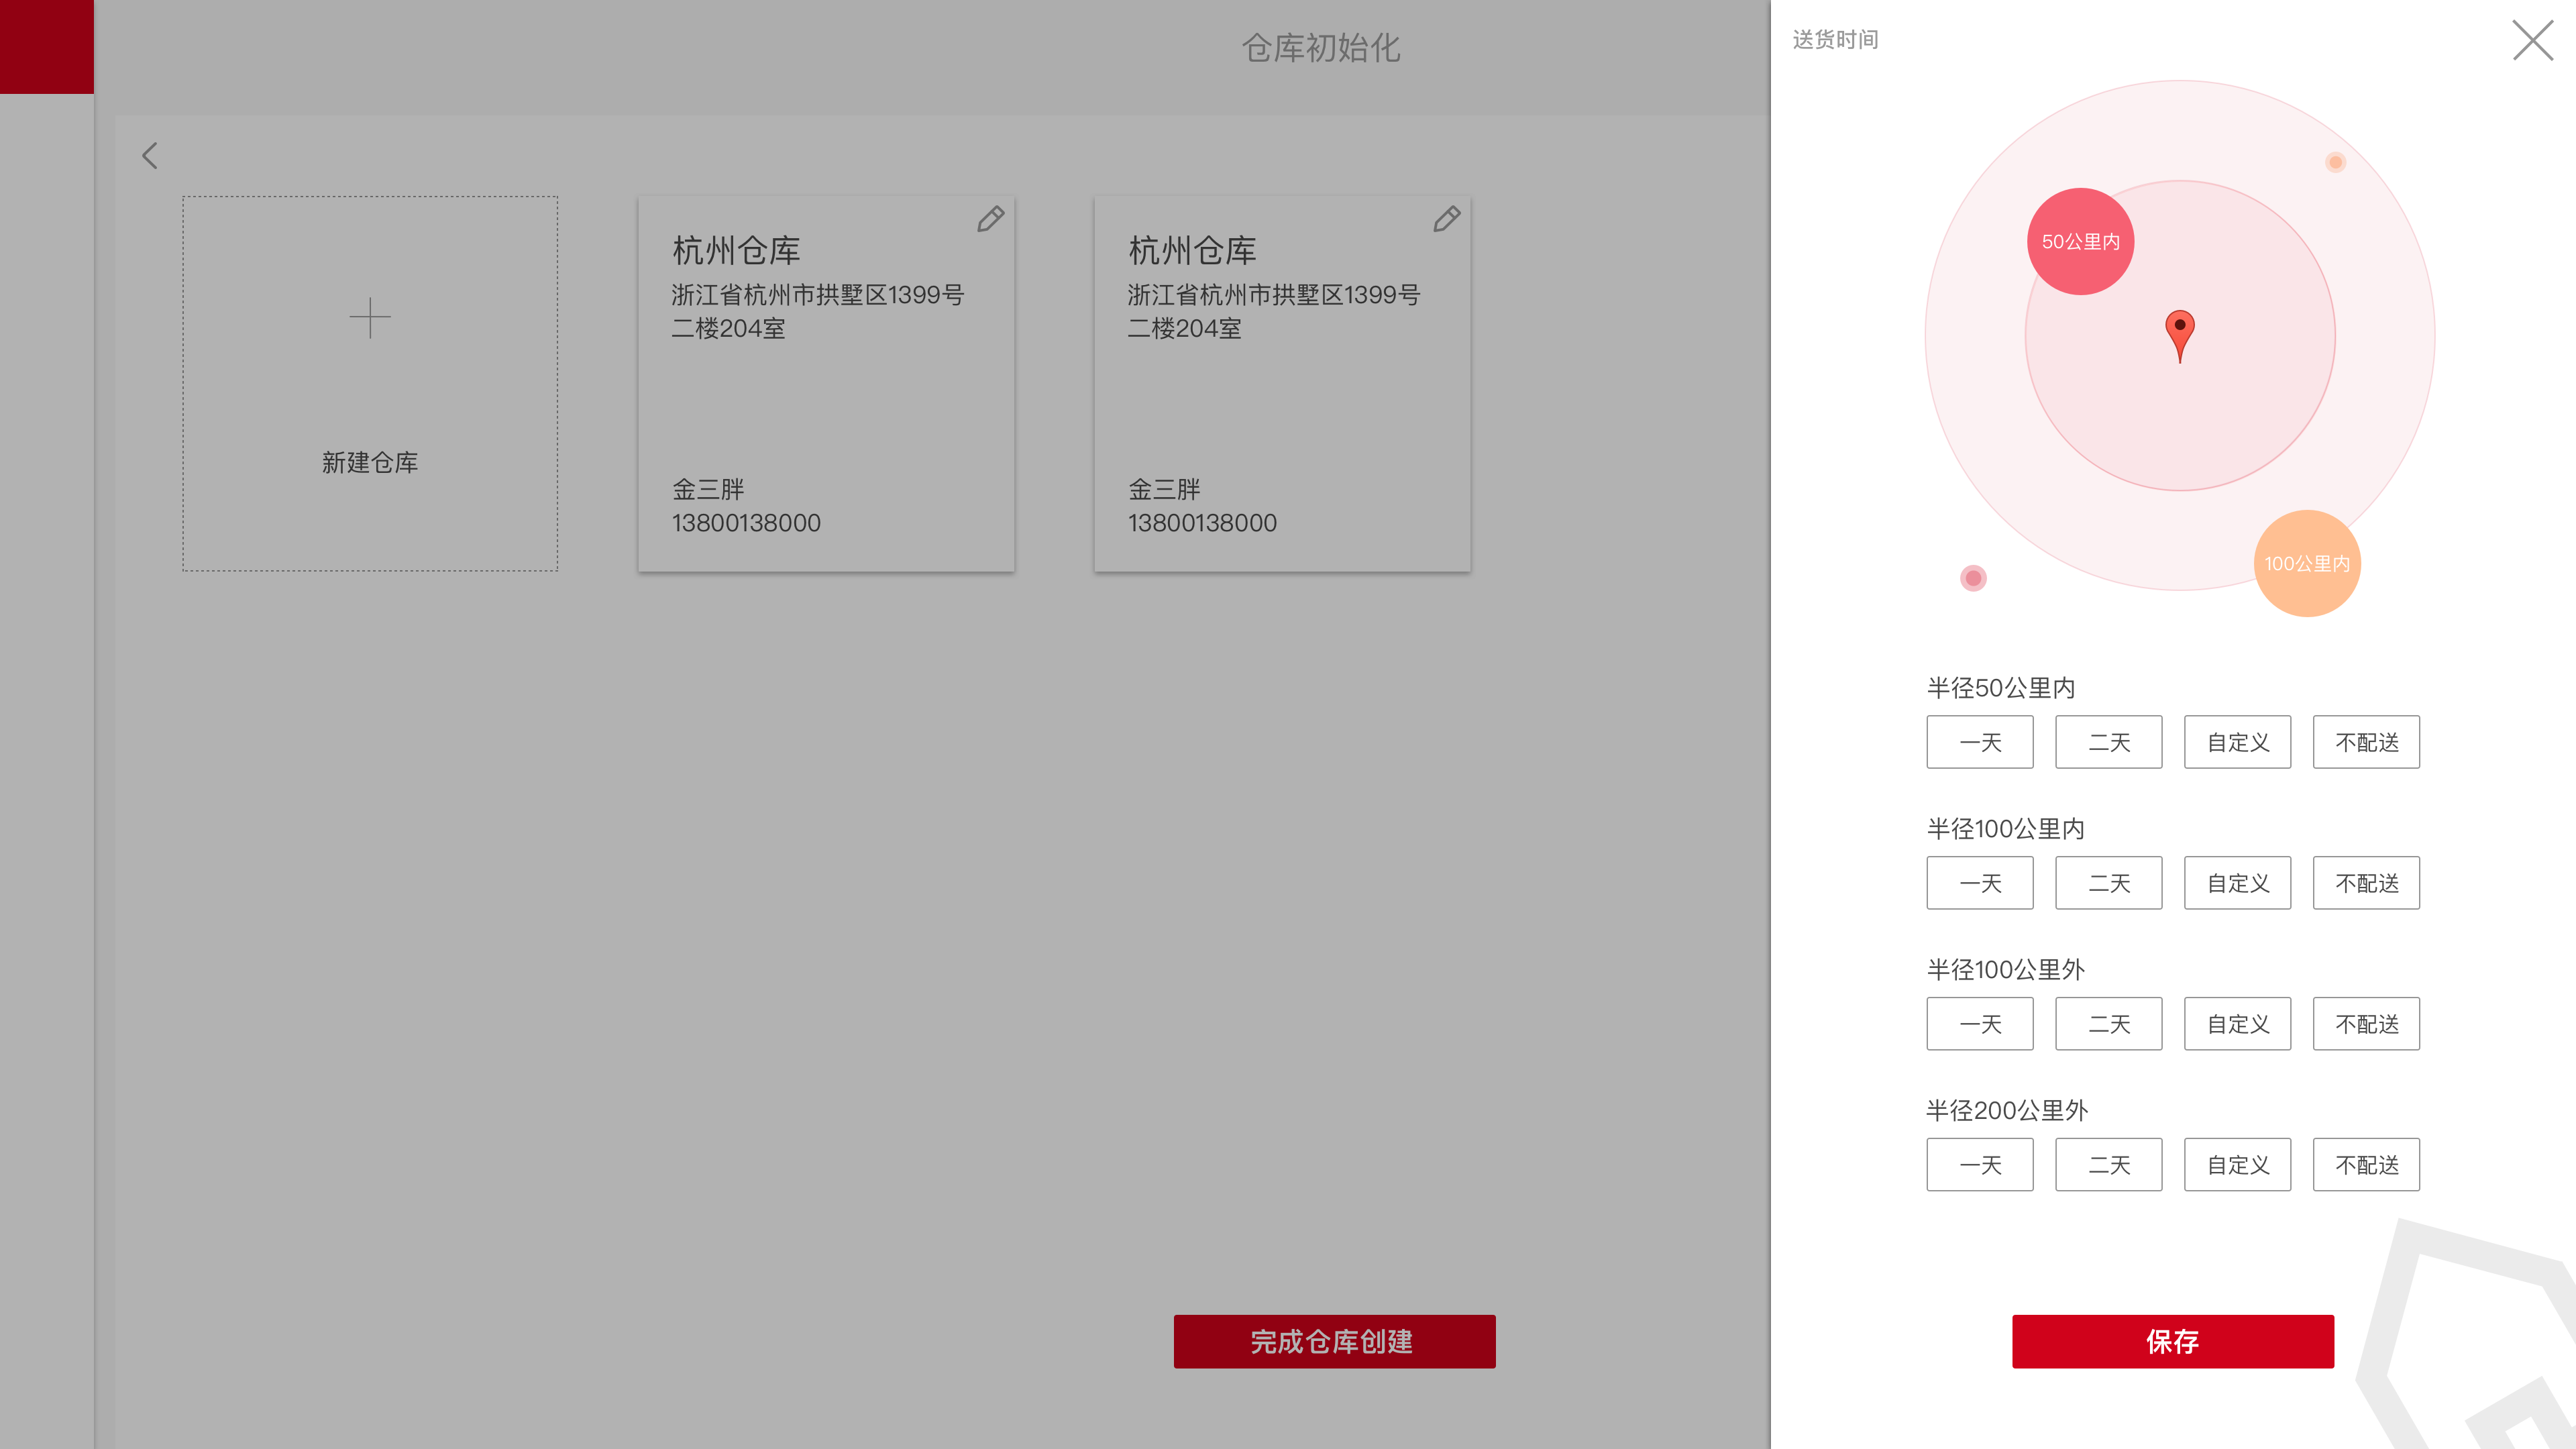 仓库初始化
新建仓库
杭州仓库
浙江省杭州市拱墅区1399号
二楼204室
金三胖
13800138000
杭州仓库
浙江省杭州市拱墅区1399号
二楼204室
金三胖
13800138000
完成仓库创建
送货时间
50公里内
100公里内
半径50公里内
一天 二天 自定义 不配送
半径100公里内
一天 二天 自定义 不配送
半径100公里外
一天 二天 自定义 不配送
半径200公里外
一天 二天 自定义 不配送
保存